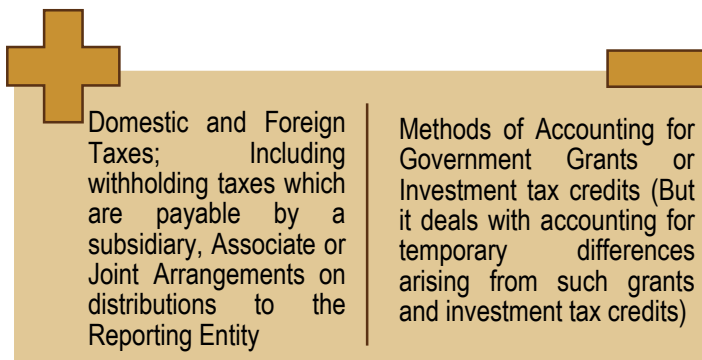 Domestic and Foreign
Taxes; Including
withholding taxes which
are payable by a
subsidiary, Associate or
Joint Arrangements on
distributions to the
Reporting Entity
Methods of Accounting for
Government Grants or
Investment tax credits (But
it deals with accounting for
temporary differences
arising from such grants
and investment tax credits)